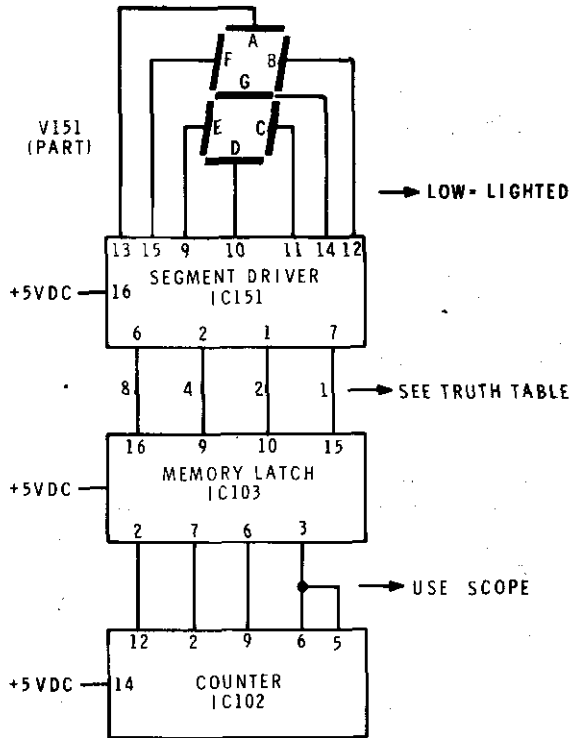 A
F B
G
E C
D
V151
(PART)
LOW = LIGHTED
13 15 9 10 11 14 12
SEGMENT DRIVER
IC151
+5VDC 16
6 2 1 7
8 4 2 1 SEE TRUTH TABLE
16 9 10 15
MEMORY LATCH
IC103
+5VDC
2 7 6 3
USE SCOPE
12 2 9 6 5
+5VDC 14
COUNTER
IC102